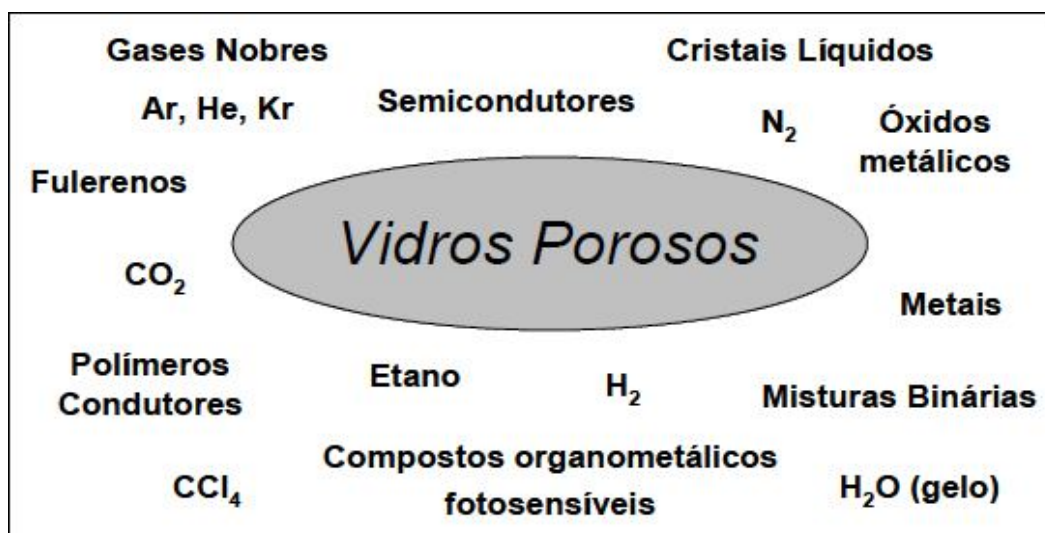 Gases Nobres
Cristais Líquidos
Ar, He, Kr
Semicondutores
N₂
Óxidos
metálicos
Fulerenos
Vidros Porosos
CO₂
Metais
Polímeros
Condutores
Etano
H₂
Misturas Binárias
CCl₄
Compostos organometálicos
fotosensíveis
H₂O (gelo)